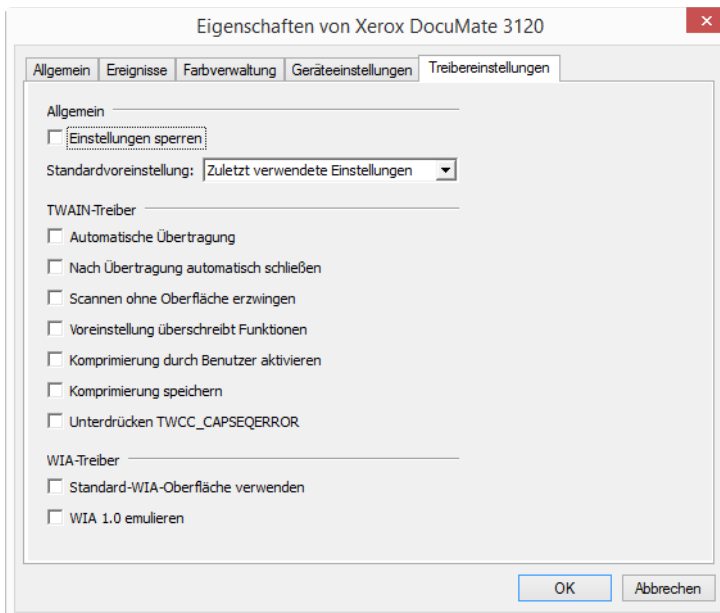 Eigenschaften von Xerox DocuMate 3120
Allgemein Ereignisse Farbverwaltung Geräteeinstellungen Treibereinstellungen
Allgemein
Einstellungen sperren
Standardvoreinstellung: Zuletzt verwendete Einstellungen
TWAIN-Treiber
Automatische Übertragung
Nach Übertragung automatisch schließen
Scannen ohne Oberfläche erzwingen
Voreinstellung überschreibt Funktionen
Komprimierung durch Benutzer aktivieren
Komprimierung speichern
Unterdrücken TWCC_CAPSEQERROR
WIA-Treiber
Standard-WIA-Oberfläche verwenden
WIA 1.0 emulieren
OK Abbrechen